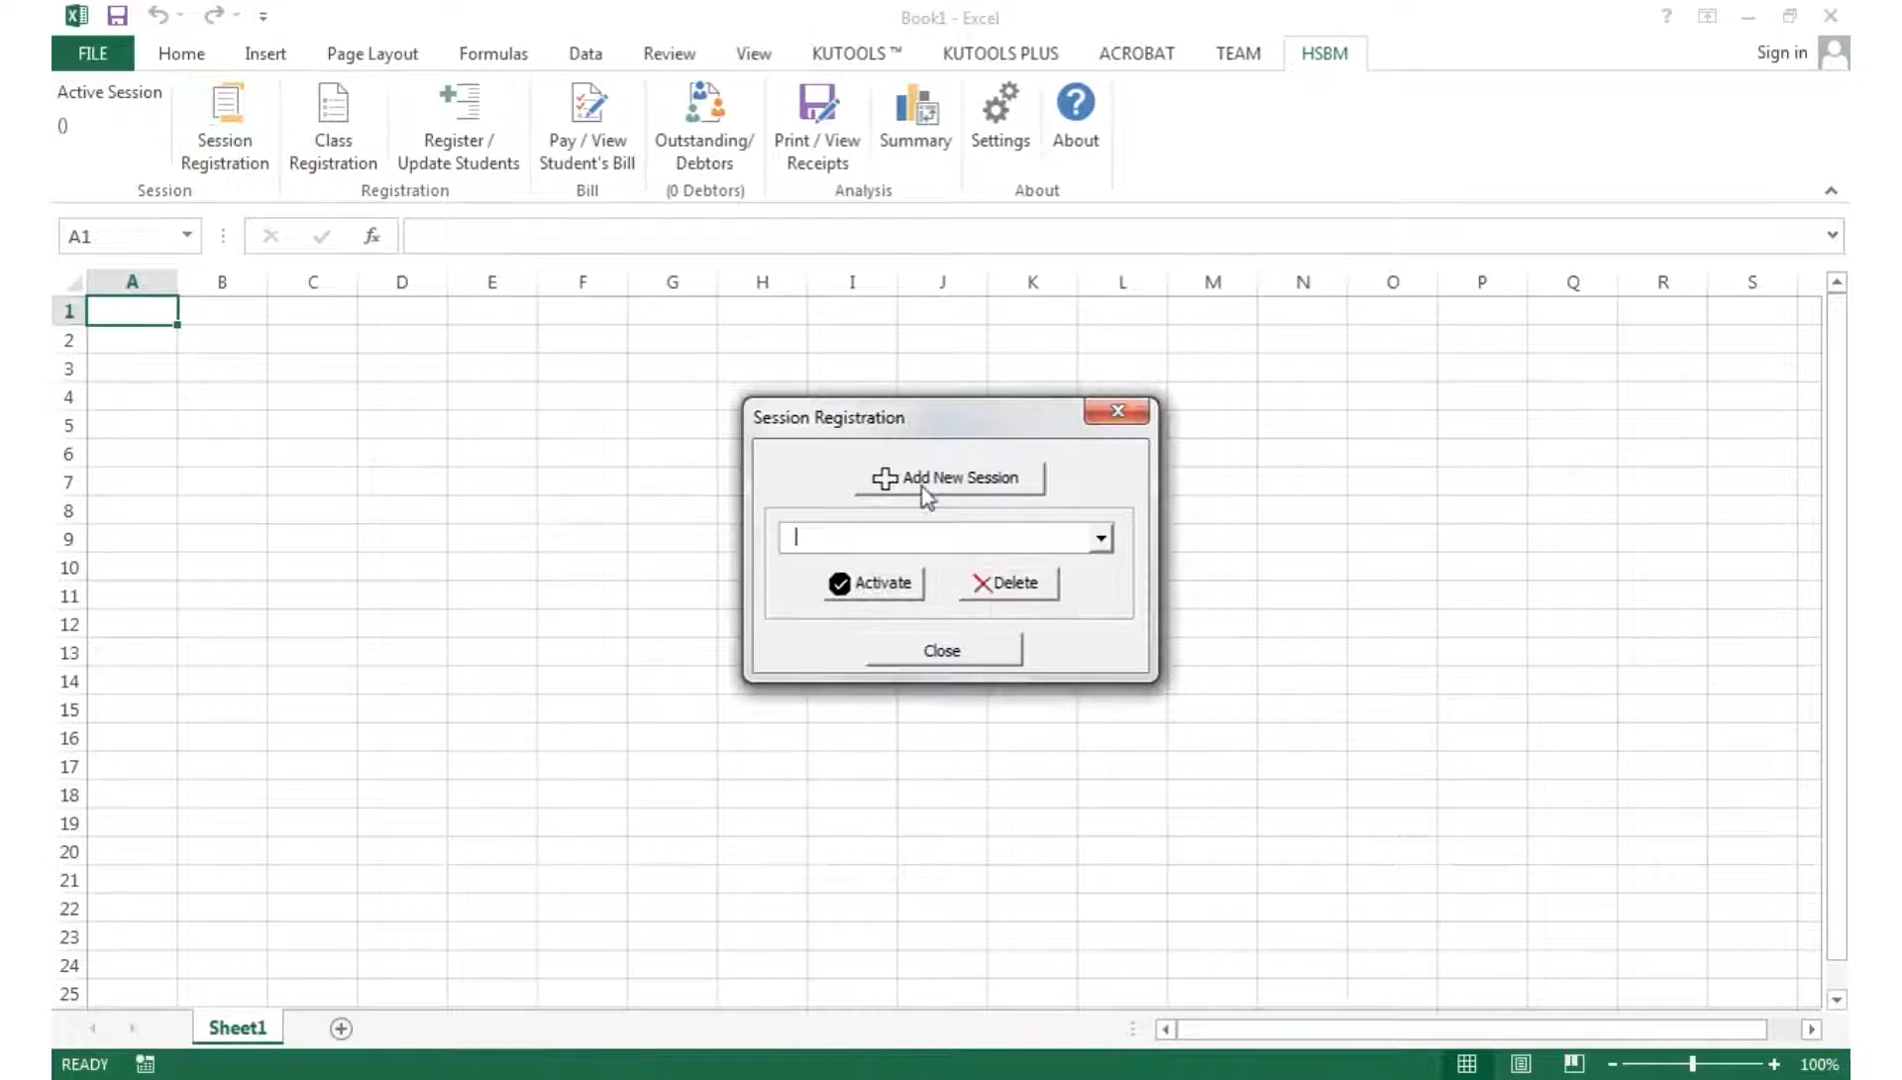 Book1 - Excel
?
FILE Home Insert Page Layout Formulas Data Review View KUTOOLS ™ KUTOOLS PLUS ACROBAT TEAM HSBM Sign in
Active Session
()
Session
Registration
Class
Registration
Register /
Update Students
Pay / View
Student's Bill
Outstanding/
Debtors
Print / View
Receipts
Summary
Settings
About
Session Registration Bill (0 Debtors) Analysis About
A1 fx
A B C D E F G H I J K L M N O P Q R S
1
2
3
4
5
6
7
8
9
10
11
12
13
14
15
16
17
18
19
20
21
22
23
24
25
Session Registration
Add New Session
Activate Delete
Close
Sheet1
READY 100%